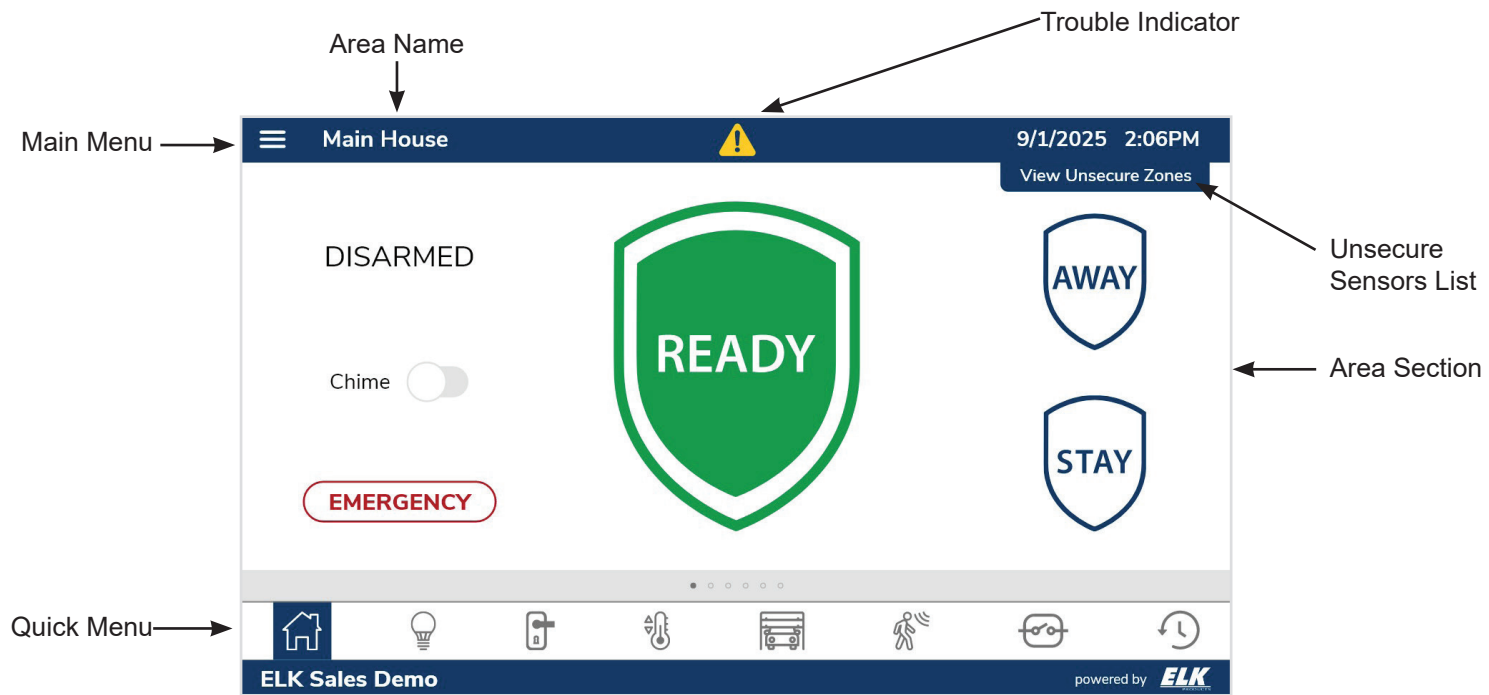 Trouble Indicator
Area Name
Main Menu
Main House
9/1/2025 2:06PM
View Unsecure Zones
DISARMED
AWAY
Unsecure
Sensors List
READY
Chime
Area Section
STAY
EMERGENCY
Quick Menu
ELK Sales Demo
powered by ELK